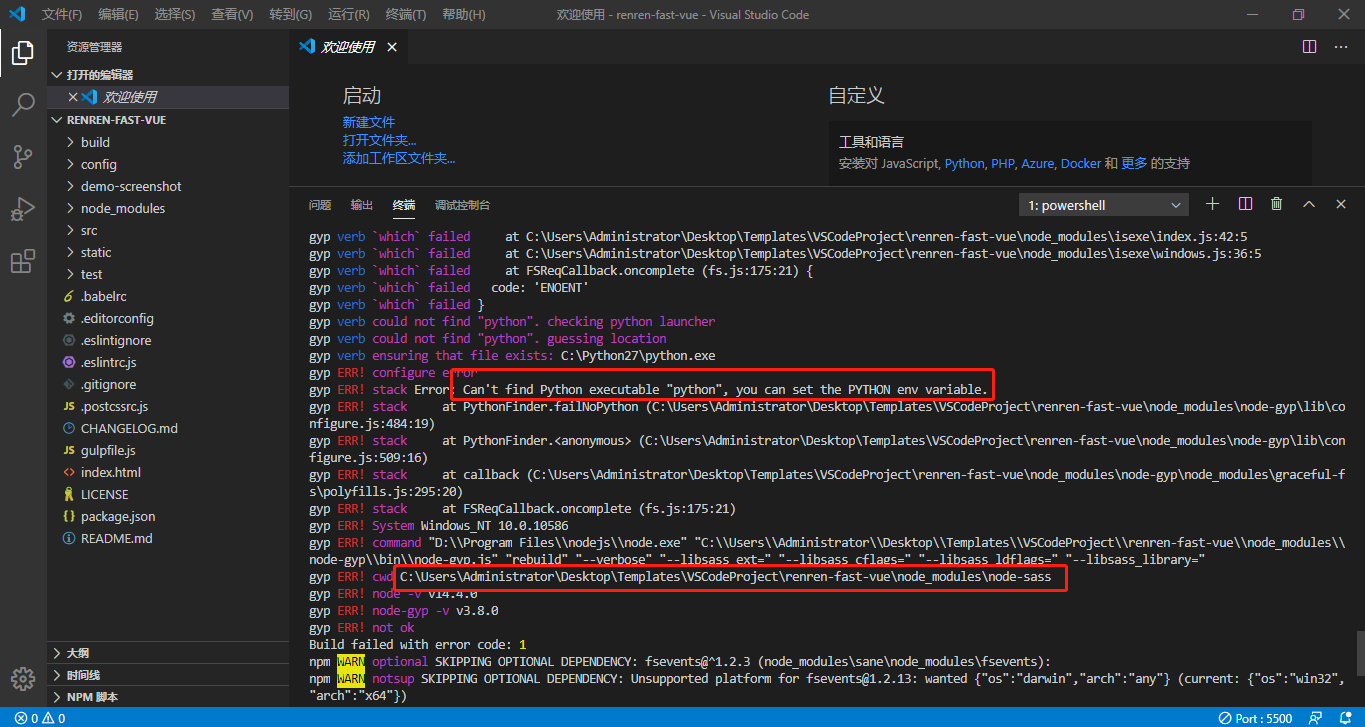 文件(F) 编辑(E) 选择(S) 查看(V) 转到(G) 运行(R) 终端(T) 帮助(H) 欢迎使用 - renren-fast-vue - Visual Studio Code
资源管理器
打开的编辑器
欢迎使用
RENREN-FAST-VUE
build
config
demo-screenshot
node_modules
src
static
test
.babelrc
.editorconfig
.eslintignore
.eslintrc.js
.gitignore
JS .postcssrc.js
CHANGELOG.md
JS gulpfile.js
index.html
LICENSE
package.json
README.md
大纲
时间线
NPM 脚本
欢迎使用
启动
新建文件
打开文件夹...
添加工作区文件夹...
自定义
工具和语言
安装对 JavaScript, Python, PHP, Azure, Docker 和 更多 的支持
问题 输出 终端 调试控制台 1: powershell
gyp verb `which` failed     at C:\Users\Administrator\Desktop\Templates\VSCodeProject\renren-fast-vue\node_modules\isexe\index.js:42:5
gyp verb `which` failed     at C:\Users\Administrator\Desktop\Templates\VSCodeProject\renren-fast-vue\node_modules\isexe\windows.js:36:5
gyp verb `which` failed     at FSReqCallback.oncomplete (fs.js:175:21) {
gyp verb `which` failed   code: 'ENOENT'
gyp verb `which` failed }
gyp verb could not find "python". checking python launcher
gyp verb could not find "python". guessing location
gyp verb ensuring that file exists: C:\Python27\python.exe
gyp ERR! configure error
gyp ERR! stack Error: Can't find Python executable "python", you can set the PYTHON env variable.
gyp ERR! stack     at PythonFinder.failNoPython (C:\Users\Administrator\Desktop\Templates\VSCodeProject\renren-fast-vue\node_modules\node-gyp\lib\co
nfigure.js:484:19)
gyp ERR! stack     at PythonFinder.<anonymous> (C:\Users\Administrator\Desktop\Templates\VSCodeProject\renren-fast-vue\node_modules\node-gyp\lib\con
figure.js:509:16)
gyp ERR! stack     at callback (C:\Users\Administrator\Desktop\Templates\VSCodeProject\renren-fast-vue\node_modules\node-gyp\node_modules\graceful-f
s\polyfills.js:295:20)
gyp ERR! stack     at FSReqCallback.oncomplete (fs.js:175:21)
gyp ERR! System Windows_NT 10.0.10586
gyp ERR! command "D:\\Program Files\\nodejs\\node.exe" "C:\\Users\\Administrator\\Desktop\\Templates\\VSCodeProject\\renren-fast-vue\\node_modules\\
node-gyp\\bin\\node-gyp.js" "rebuild" "--verbose" "--libsass_ext=" "--libsass_cflags=" "--libsass_ldflags=" "--libsass_library="
gyp ERR! cwd C:\Users\Administrator\Desktop\Templates\VSCodeProject\renren-fast-vue\node_modules\node-sass
gyp ERR! node -v v14.4.0
gyp ERR! node-gyp -v v3.8.0
gyp ERR! not ok
Build failed with error code: 1
npm WARN optional SKIPPING OPTIONAL DEPENDENCY: fsevents@^1.2.3 (node_modules\sane\node_modules\fsevents):
npm WARN notsup SKIPPING OPTIONAL DEPENDENCY: Unsupported platform for fsevents@1.2.13: wanted {"os":"darwin","arch":"any"} (current: {"os":"win32",
"arch":"x64"})
0 0 Port : 5500